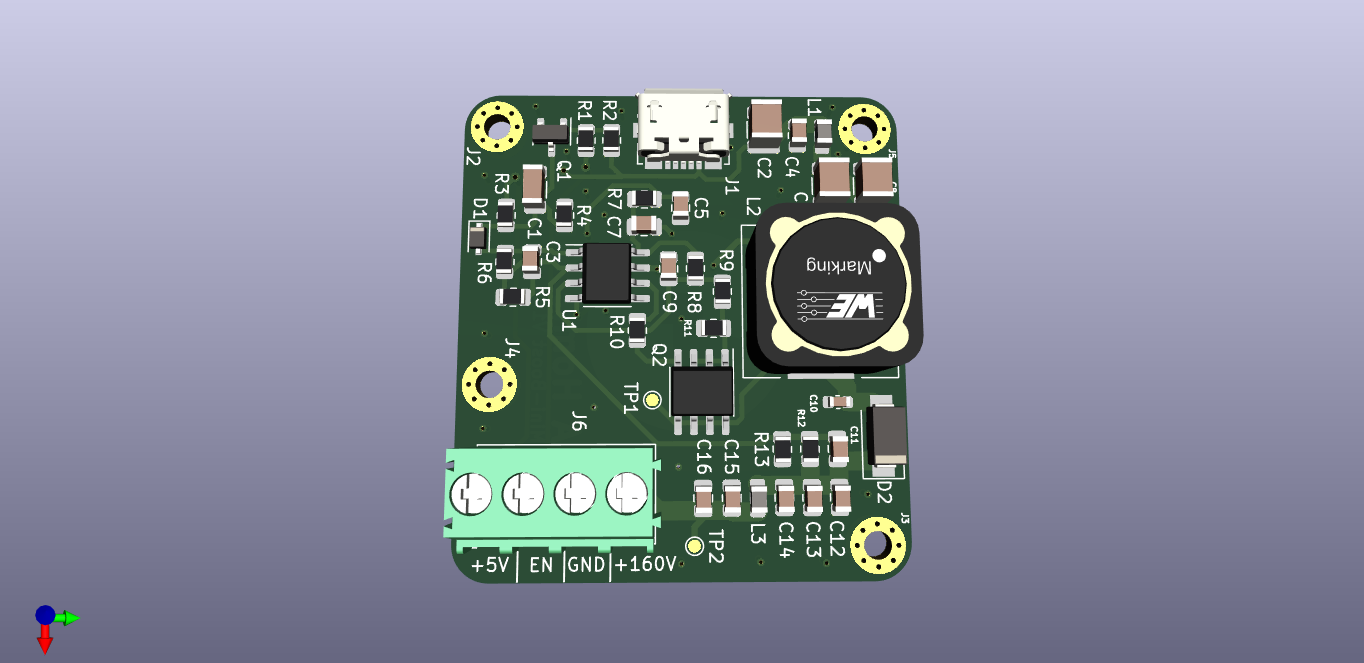 R1
R2
L1
J2
Q1
C2
C4
J5
R3
R7
J1
D1
C1
R4
C7
C5
L2
C
R6
C3
R9
Marking
R5
C9
R8
WE
U1
R10
R11
J4
Q2
TP1
C10
J6
R12
C11
C16
C15
R13
D2
L3
C14
C13
C12
J3
TP2
+5V | EN | GND | +160V